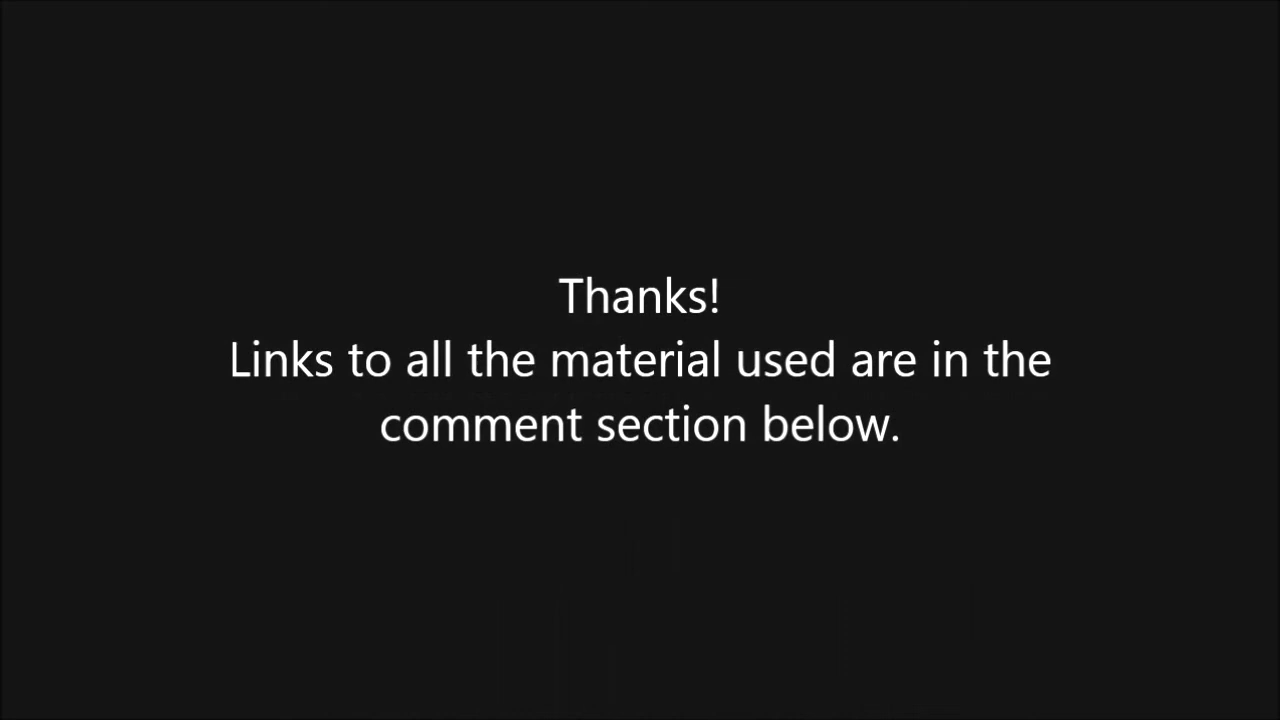 Thanks!
Links to all the material used are in the
comment section below.